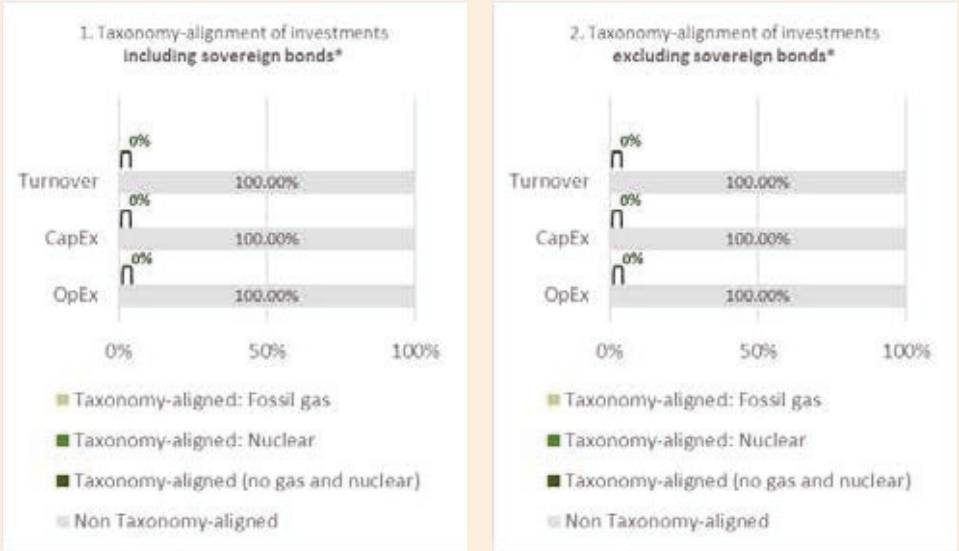 1. Taxonomy-alignment of investments
including sovereign bonds*
0%
Turnover
100.00%
0%
CapEx
100.00%
0%
OpEx
100.00%
0%
50%
100%
Taxonomy-aligned: Fossil gas
Taxonomy-aligned: Nuclear
Taxonomy-aligned (no gas and nuclear)
Non Taxonomy-aligned
2. Taxonomy-alignment of investments
excluding sovereign bonds*
0%
Turnover
100.00%
0%
CapEx
100.00%
0%
OpEx
100.00%
0%
50%
100%
Taxonomy-aligned: Fossil gas
Taxonomy-aligned: Nuclear
Taxonomy-aligned (no gas and nuclear)
Non Taxonomy-aligned